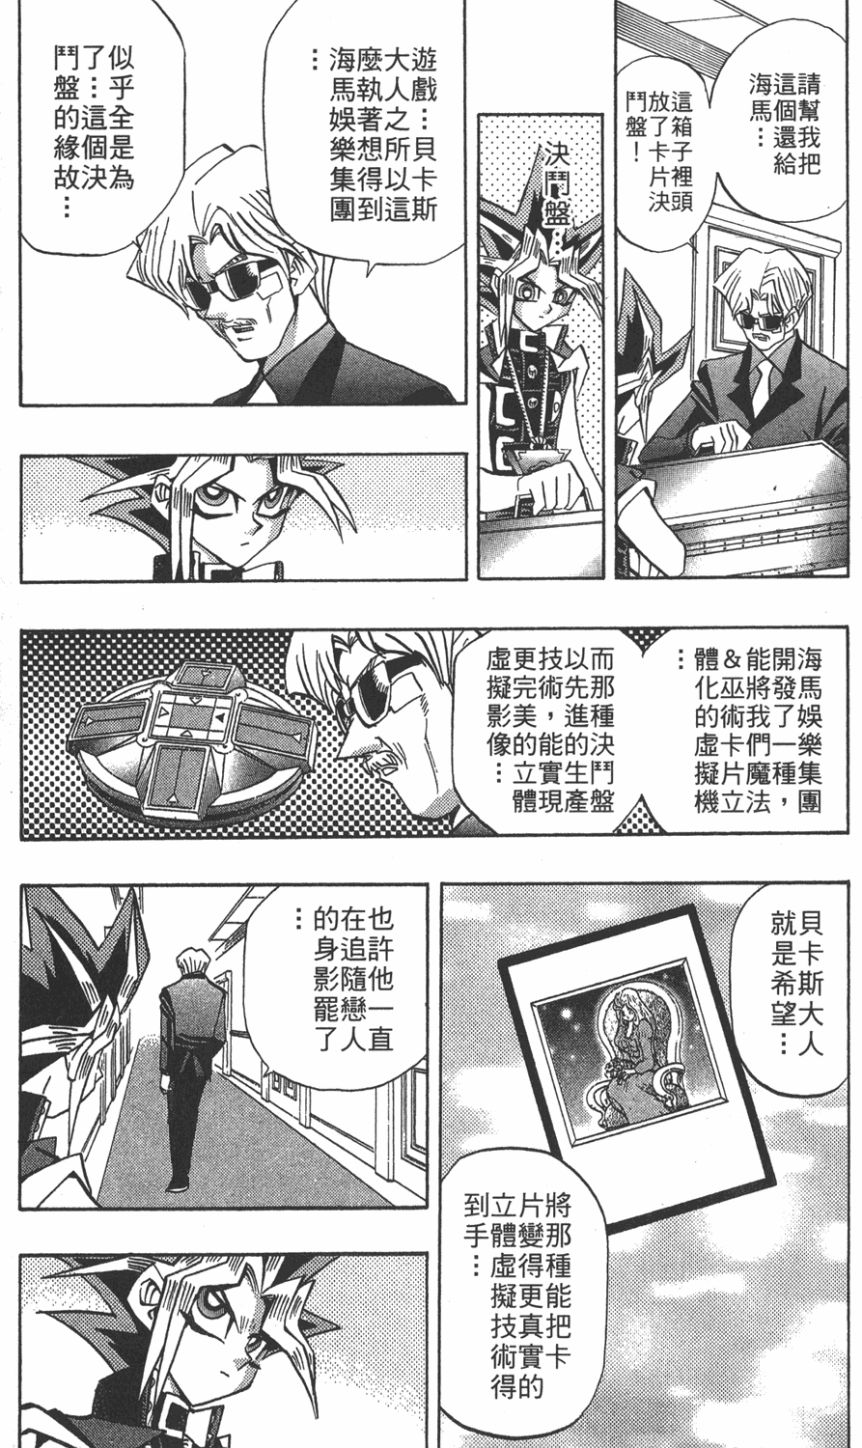 請幫我把
這個還給
海馬⋯
這箱子裡頭
放了卡片決
鬥盤！
決鬥盤⋯
遊戲⋯貝卡斯
大人之所以這
麼執著想得到
海馬娛樂集團
⋯
似乎全是為
了⋯這個決
鬥盤的緣故⋯
海馬娛樂集團
開發了一種，
能將我們魔法
＆巫術卡片立
體化的虛擬機
⋯
而那種決鬥盤
以先進的生產
技術，能實現
更完美的立體
虛擬影像⋯
貝卡斯大人
就是希望⋯
將那種能把卡
片變得更真實的
立體虛擬技術得
到手⋯
也許他一直
在追隨戀人
的身影罷了
⋯